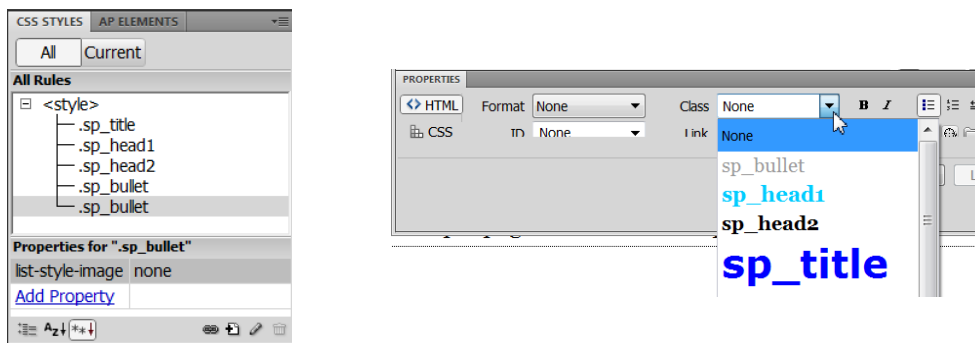 CSS STYLES AP ELEMENTS
All Current
All Rules
<style>
.sp_title
.sp_head1
.sp_head2
.sp_bullet
.sp_bullet
Properties for ".sp_bullet"
list-style-image none
Add Property
PROPERTIES
<> HTML Format None Class None B I
CSS ID None Link
None
sp_bullet
sp_head1
sp_head2
sp_title